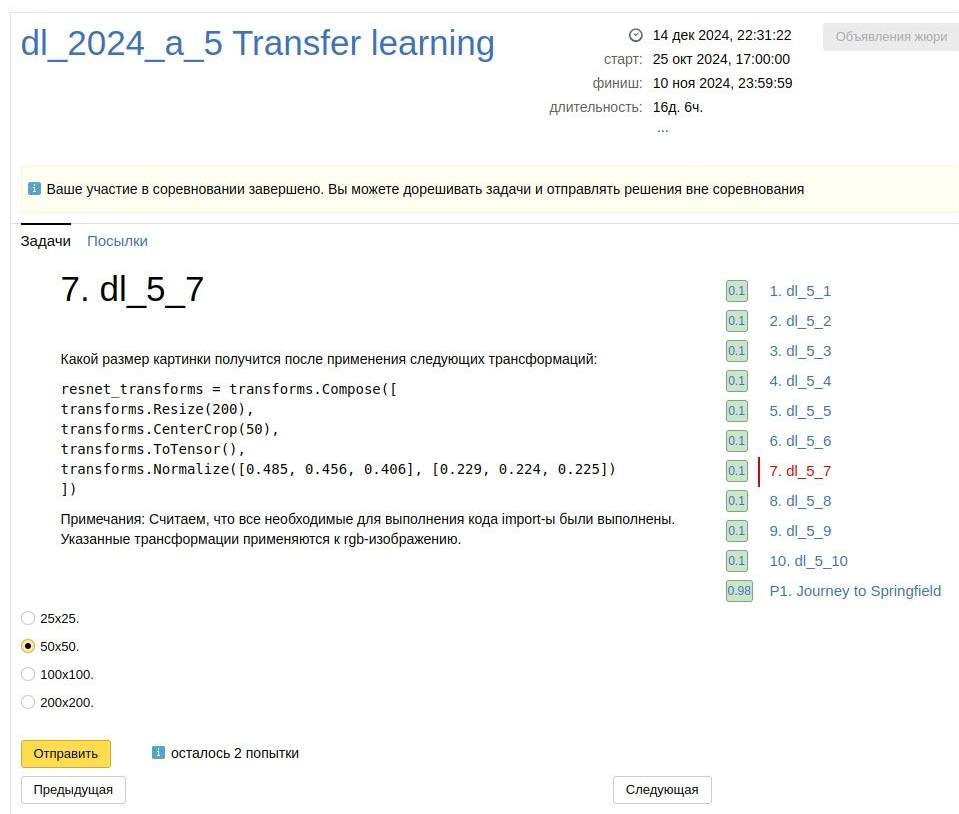 dl_2024_a_5 Transfer learning
14 дек 2024, 22:31:22
старт: 25 окт 2024, 17:00:00
финиш: 10 ноя 2024, 23:59:59
длительность: 16д. 6ч.
...
Объявления жюри
Ваше участие в соревновании завершено. Вы можете дорешивать задачи и отправлять решения вне соревнования
Задачи Посылки
7. dl_5_7
Какой размер картинки получится после применения следующих трансформаций:
resnet_transforms = transforms.Compose([
transforms.Resize(200),
transforms.CenterCrop(50),
transforms.ToTensor(),
transforms.Normalize([0.485, 0.456, 0.406], [0.229, 0.224, 0.225])
])
Примечания: Считаем, что все необходимые для выполнения кода import-ы были выполнены.
Указанные трансформации применяются к rgb-изображению.
25x25.
50x50.
100x100.
200x200.
Отправить
осталось 2 попытки
Предыдущая
Следующая
0.1 1. dl_5_1
0.1 2. dl_5_2
0.1 3. dl_5_3
0.1 4. dl_5_4
0.1 5. dl_5_5
0.1 6. dl_5_6
0.1 7. dl_5_7
0.1 8. dl_5_8
0.1 9. dl_5_9
0.1 10. dl_5_10
0.98 P1. Journey to Springfield